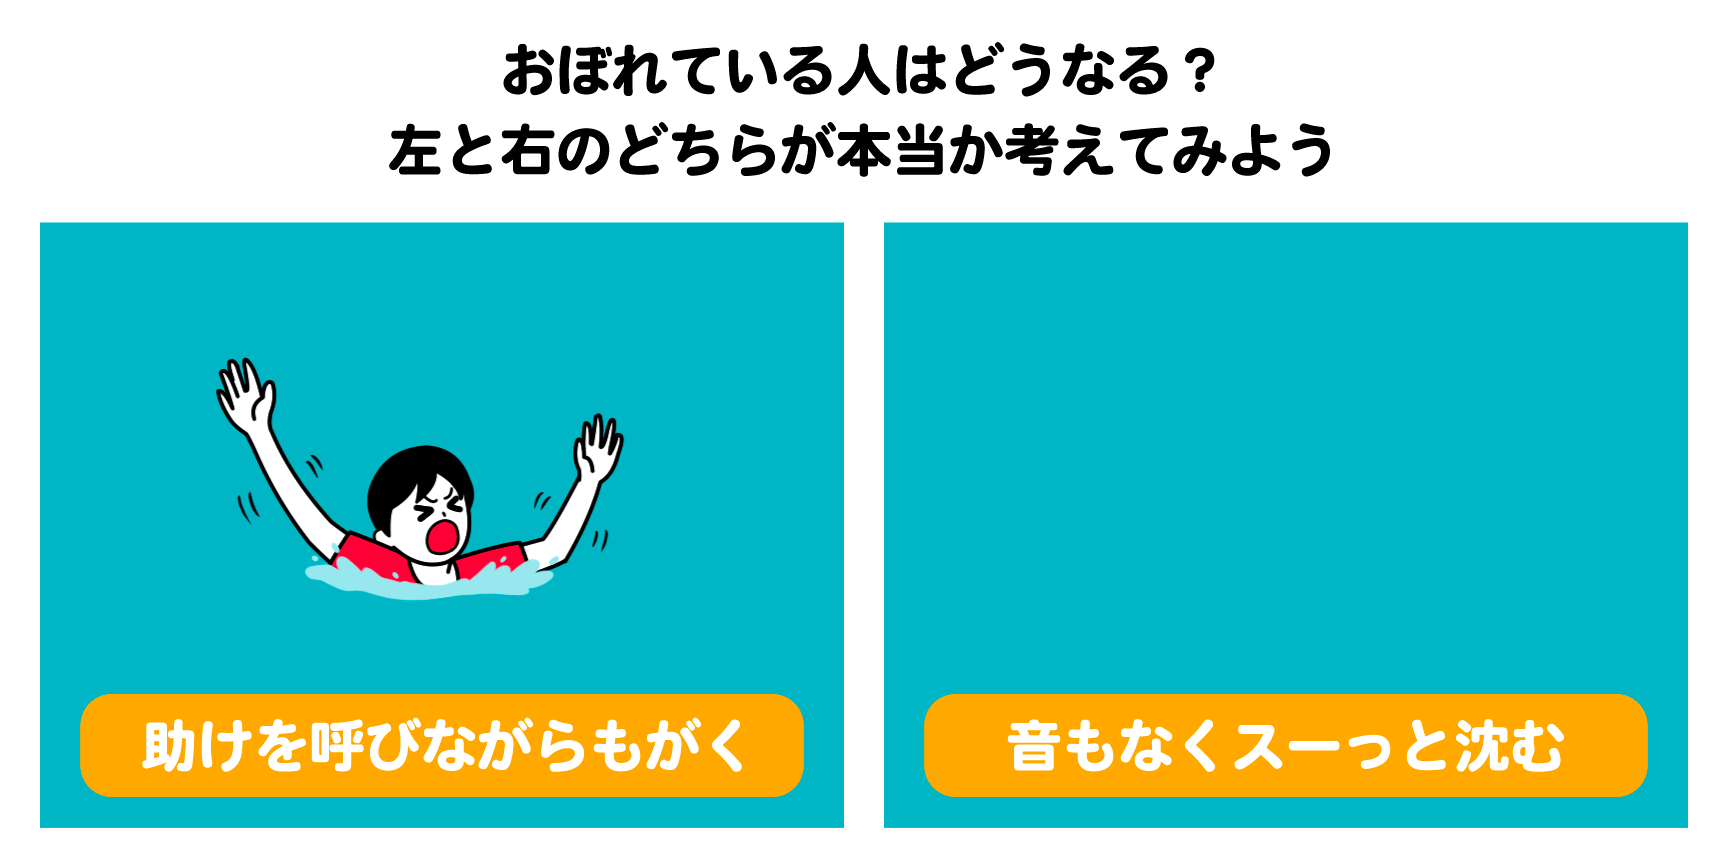 おぼれている人はどうなる？
左と右のどちらが本当か考えてみよう
助けを呼びながらもがく
音もなくスーっと沈む